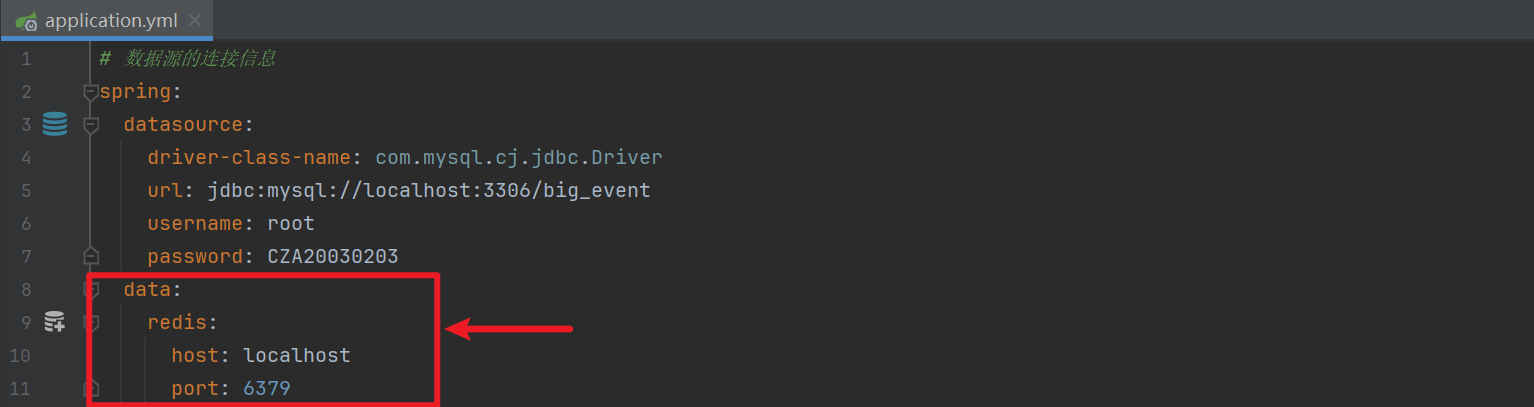 application.yml
1 # 数据源的连接信息
2 spring:
3 datasource:
4 driver-class-name: com.mysql.cj.jdbc.Driver
5 url: jdbc:mysql://localhost:3306/big_event
6 username: root
7 password: CZA20030203
8 data:
9 redis:
10 host: localhost
11 port: 6379